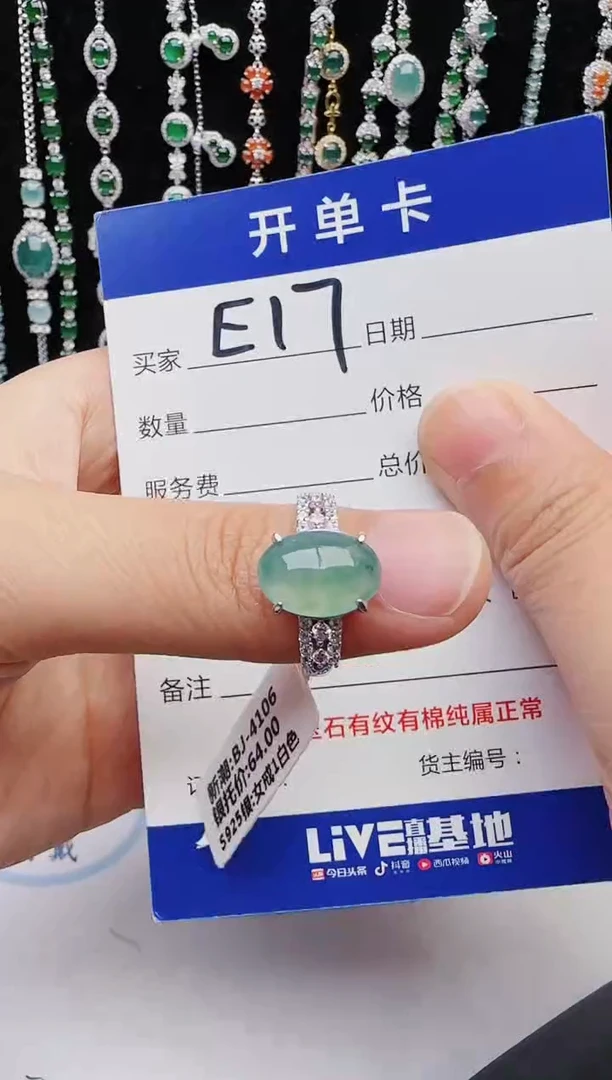 开单卡
买家 E17 日期
数量 价格
服务费 总价
备注
石有纹有棉纯属正常
货主编号：
新潮:BJ-4106
银托价:64.00
S925银:女戒1白色
LiVE直播基地
今日头条 抖音 西瓜视频 火山